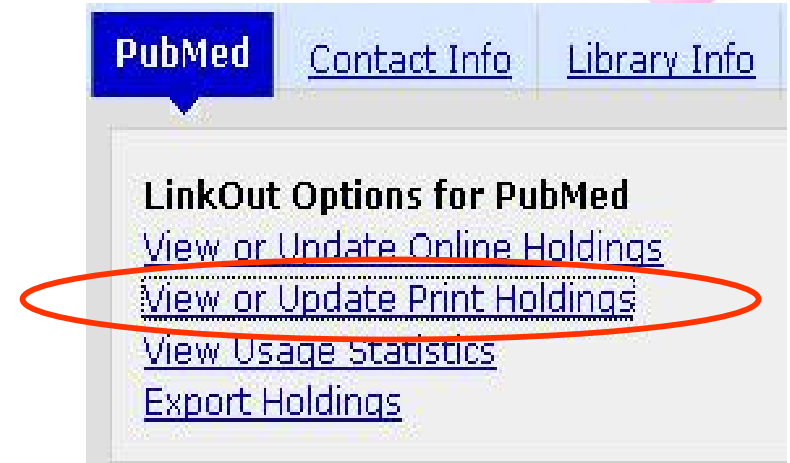 PubMed Contact Info Library Info
LinkOut Options for PubMed
View or Update Online Holdings
View or Update Print Holdings
View Usage Statistics
Export Holdings